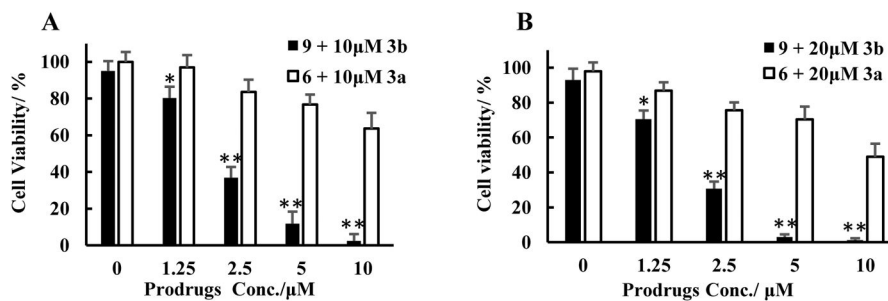 A
9 + 10μM 3b
6 + 10μM 3a
Cell Viability/ %
100
80
60
40
20
0
*
**
**
**
0 1.25 2.5 5 10
Prodrugs Conc./μM
B
9 + 20μM 3b
6 + 20μM 3a
Cell viability/ %
100
80
60
40
20
0
*
**
**
**
0 1.25 2.5 5 10
Prodrugs Conc./ μM